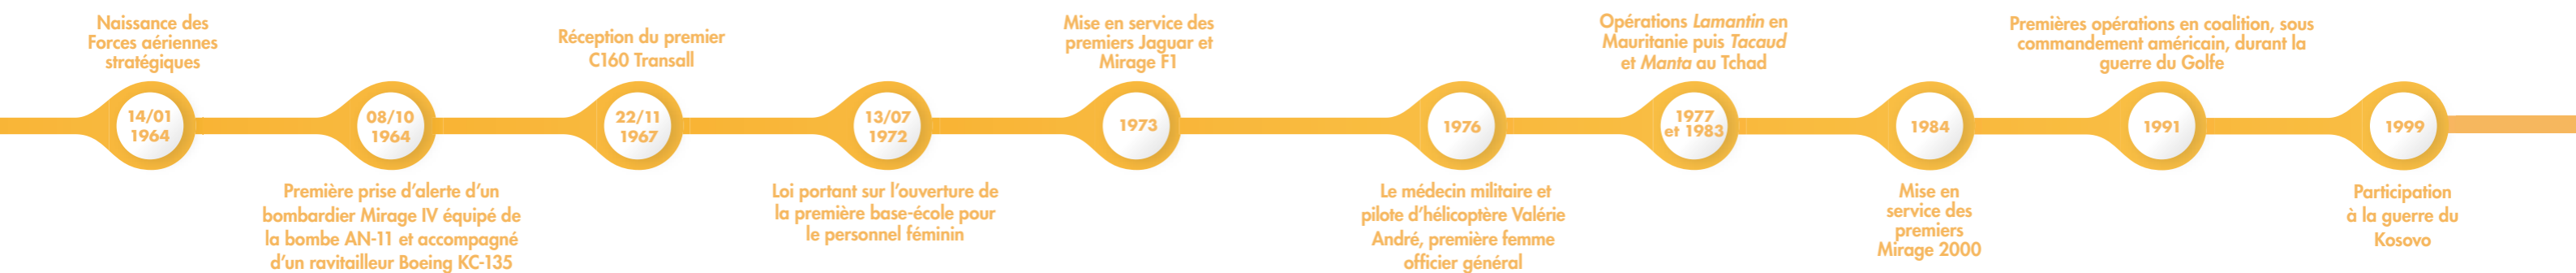 Naissance des
Forces aériennes
stratégiques
14/01
1964
08/10
1964
Première prise d'alerte d'un
bombardier Mirage IV équipé de
la bombe AN-11 et accompagné
d'un ravitailleur Boeing KC-135
Réception du premier
C160 Transall
22/11
1967
13/07
1972
Loi portant sur l'ouverture de
la première base-école pour
le personnel féminin
Mise en service des
premiers Jaguar et
Mirage F1
1973
1976
Le médecin militaire et
pilote d'hélicoptère Valérie
André, première femme
officier général
Opérations Lamantin en
Mauritanie puis Tacaud
et Manta au Tchad
1977
et 1983
1984
Mise en
service des
premiers
Mirage 2000
Premières opérations en coalition, sous
commandement américain, durant la
guerre du Golfe
1991
1999
Participation
à la guerre du
Kosovo